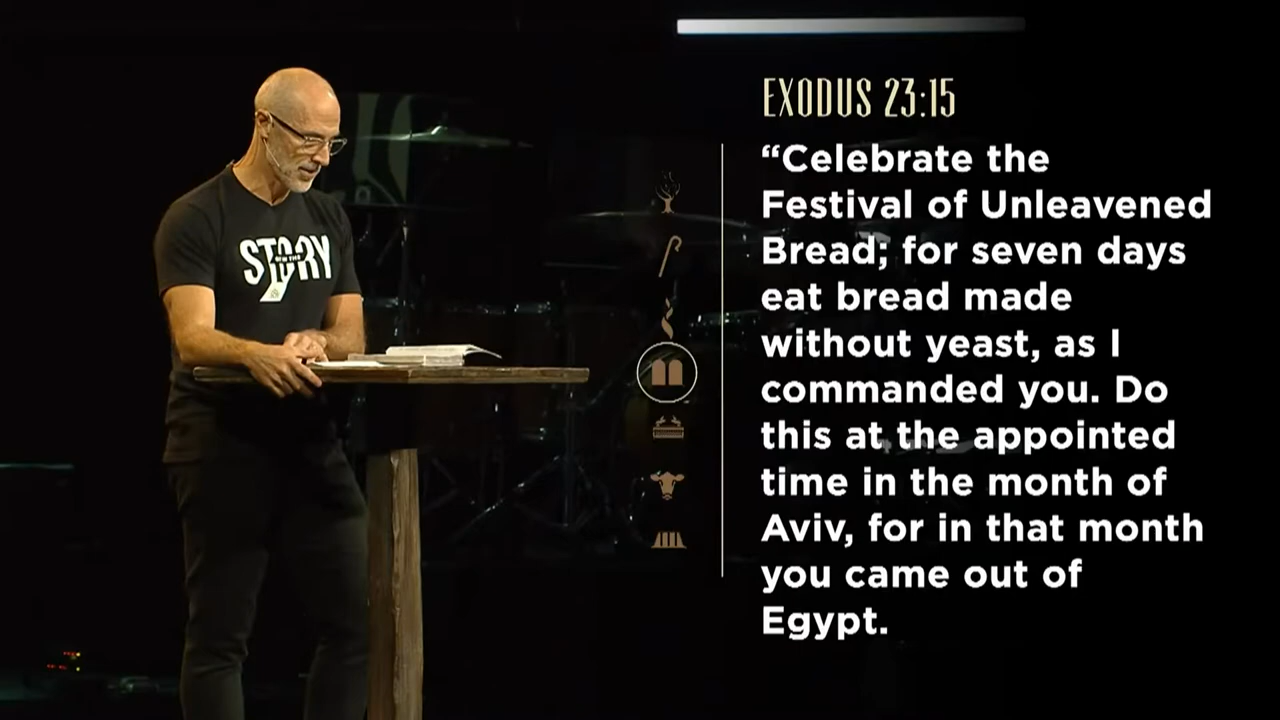 EXODUS 23:15
“Celebrate the
Festival of Unleavened
Bread; for seven days
eat bread made
without yeast, as I
commanded you. Do
this at the appointed
time in the month of
Aviv, for in that month
you came out of
Egypt.
STORY